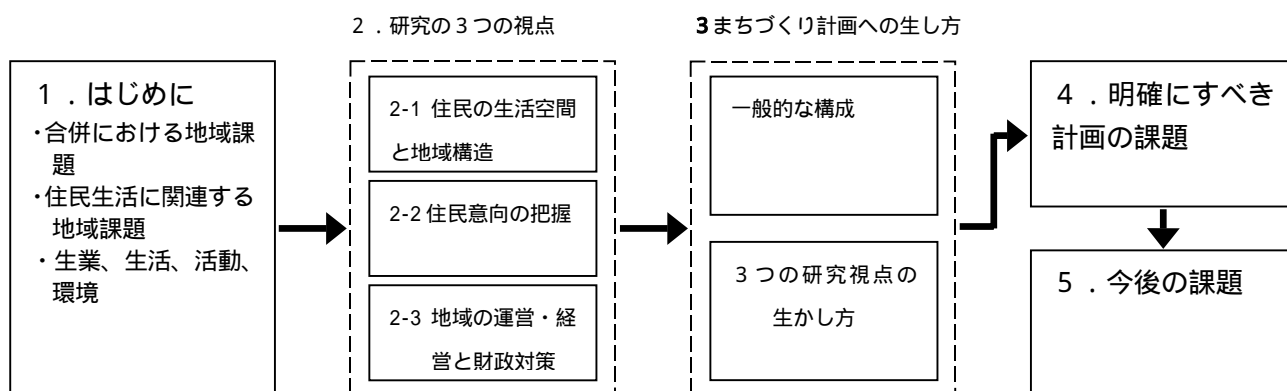 ２．研究の３つの視点
3まちづくり計画への生し方
１．はじめに
・合併における地域課
題
・住民生活に関連する
地域課題
・生業、生活、活動、
環境
2-1 住民の生活空間
と地域構造
2-2 住民意向の把握
2-3 地域の運営・経
営と財政対策
一般的な構成
３つの研究視点の
生かし方
４．明確にすべき
計画の課題
５．今後の課題